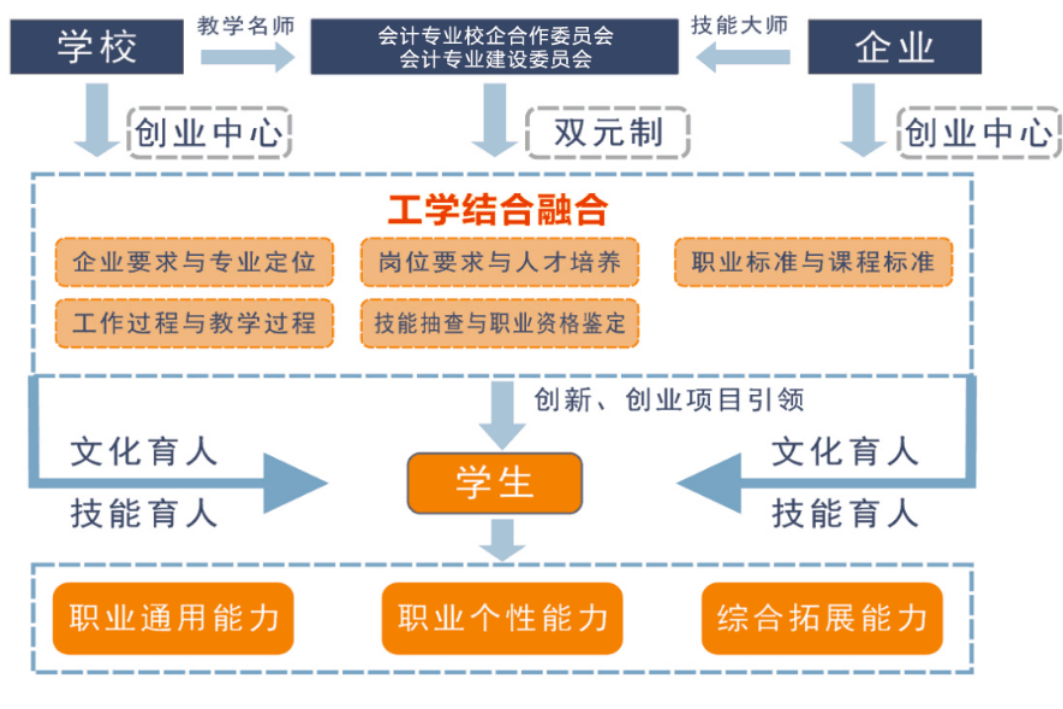 学校
教学名师
会计专业校企合作委员会
会计专业建设委员会
技能大师
企业
创业中心
双元制
创业中心
工学结合融合
企业要求与专业定位
岗位要求与人才培养
职业标准与课程标准
工作过程与教学过程
技能抽查与职业资格鉴定
创新、创业项目引领
文化育人
技能育人
学生
文化育人
技能育人
职业通用能力
职业个性能力
综合拓展能力